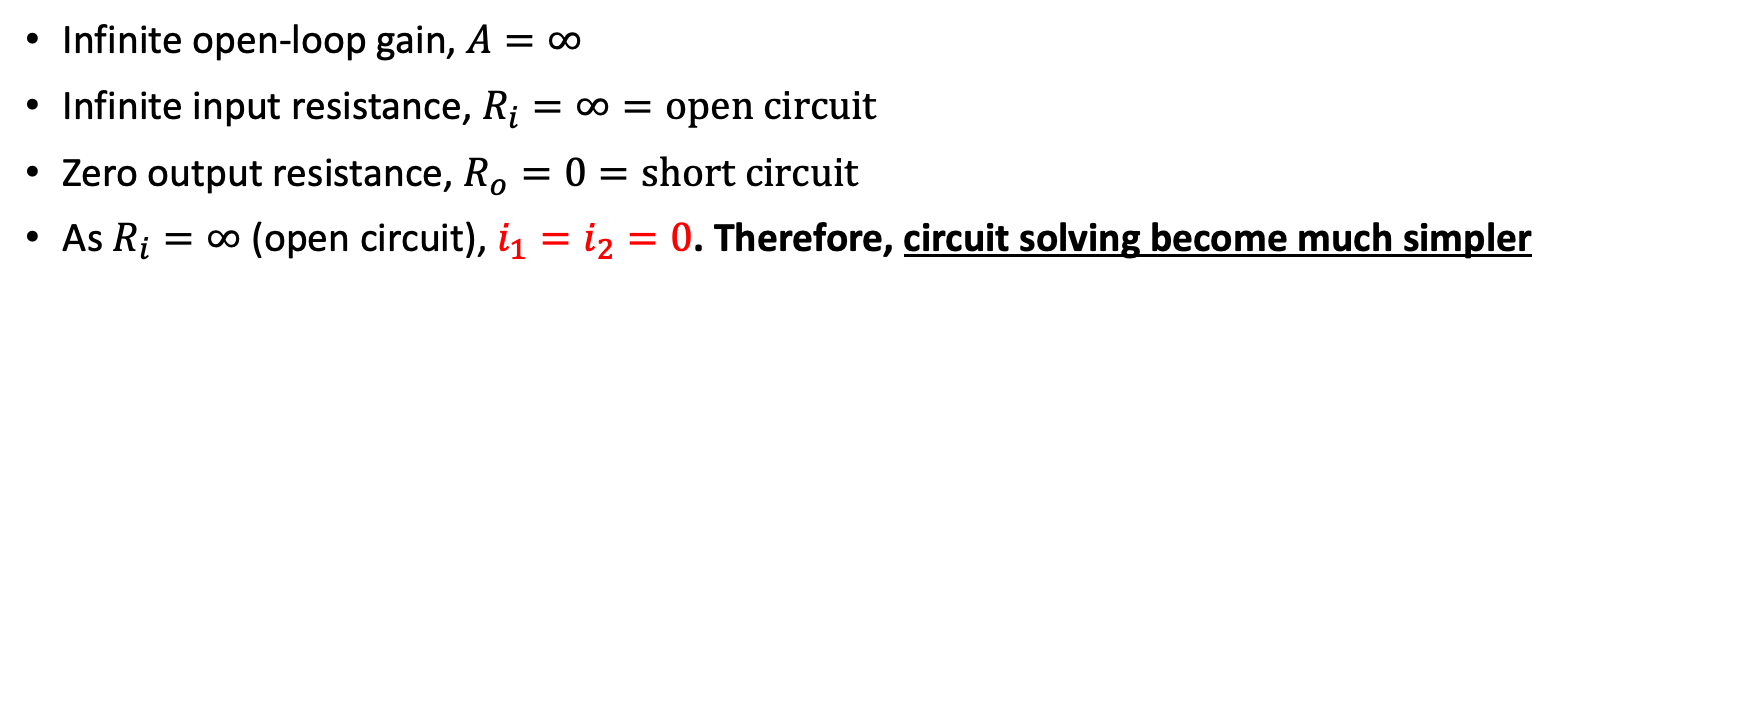 • Infinite open-loop gain, A = ∞
• Infinite input resistance, Rᵢ = ∞ = open circuit
• Zero output resistance, Rₒ = 0 = short circuit
• As Rᵢ = ∞ (open circuit), i₁ = i₂ = 0. Therefore, circuit solving become much simpler